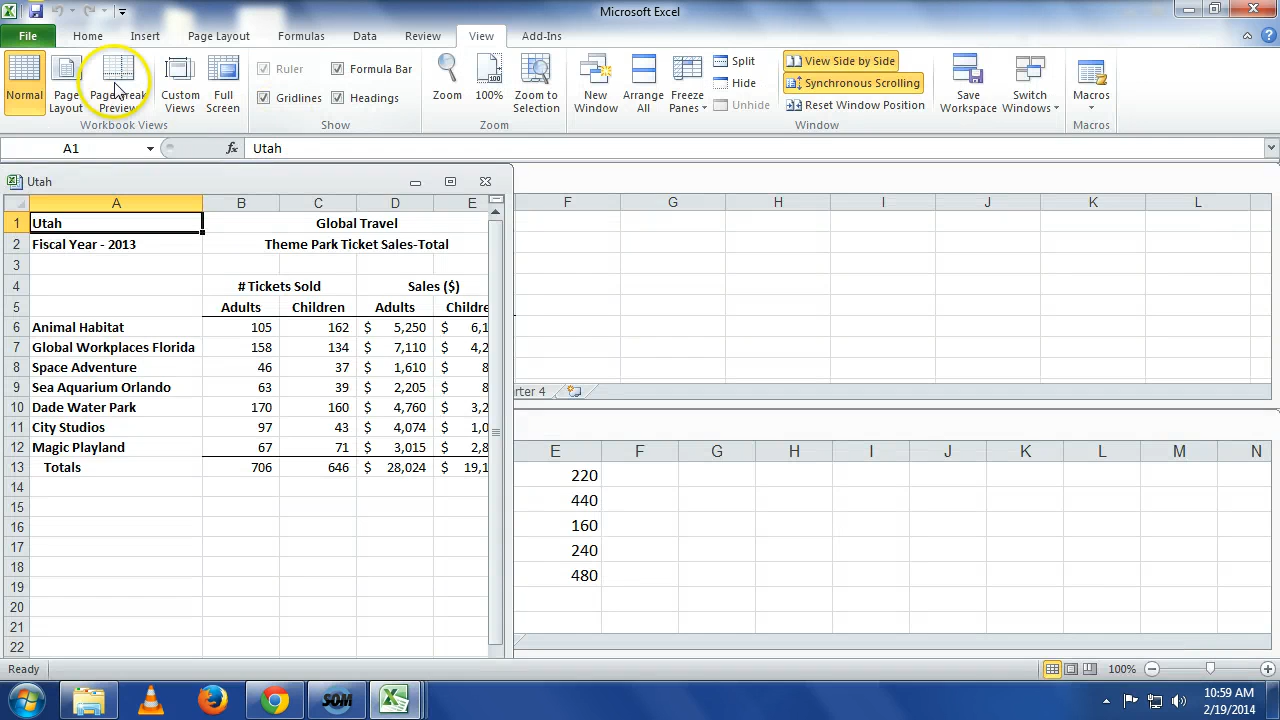 Microsoft Excel
File Home Insert Page Layout Formulas Data Review View Add-Ins
Normal
Page Layout
Page Break Preview
Custom Views
Full Screen
Workbook Views
Ruler
Formula Bar
Gridlines
Headings
Show
Zoom
100%
Zoom to Selection
Zoom
New Window
Arrange All
Freeze Panes
Split
Hide
Unhide
View Side by Side
Synchronous Scrolling
Reset Window Position
Save Workspace
Switch Windows
Window
Macros
Macros
A1 fx Utah
Utah
A B C D E
F G H I J K L
1 Utah Global Travel
2 Fiscal Year - 2013 Theme Park Ticket Sales-Total
3
4 # Tickets Sold Sales ($)
5 Adults Children Adults Childre
6 Animal Habitat 105 162 $ 5,250 $ 6,1
7 Global Workplaces Florida 158 134 $ 7,110 $ 4,2
8 Space Adventure 46 37 $ 1,610 $ 8
9 Sea Aquarium Orlando 63 39 $ 2,205 $ 8
10 Dade Water Park 170 160 $ 4,760 $ 3,2
11 City Studios 97 43 $ 4,074 $ 1,0
12 Magic Playland 67 71 $ 3,015 $ 2,8
13 Totals 706 646 $ 28,024 $ 19,1
14
15
16
17
18
19
20
21
22
rter 4
E F G H I J K L M N
220
440
160
240
480
Ready
100%
SOM
10:59 AM
2/19/2014